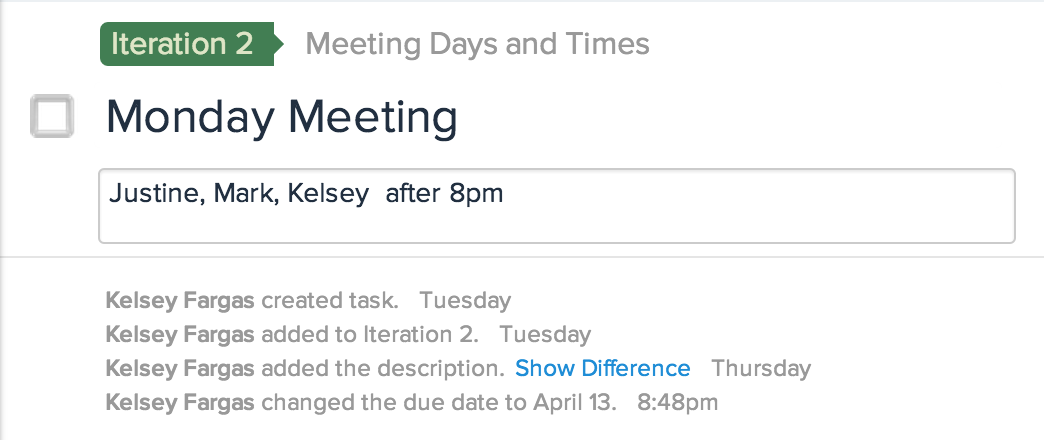 Iteration 2 Meeting Days and Times
Monday Meeting
Justine, Mark, Kelsey  after 8pm
Kelsey Fargas created task. Tuesday
Kelsey Fargas added to Iteration 2. Tuesday
Kelsey Fargas added the description. Show Difference Thursday
Kelsey Fargas changed the due date to April 13. 8:48pm